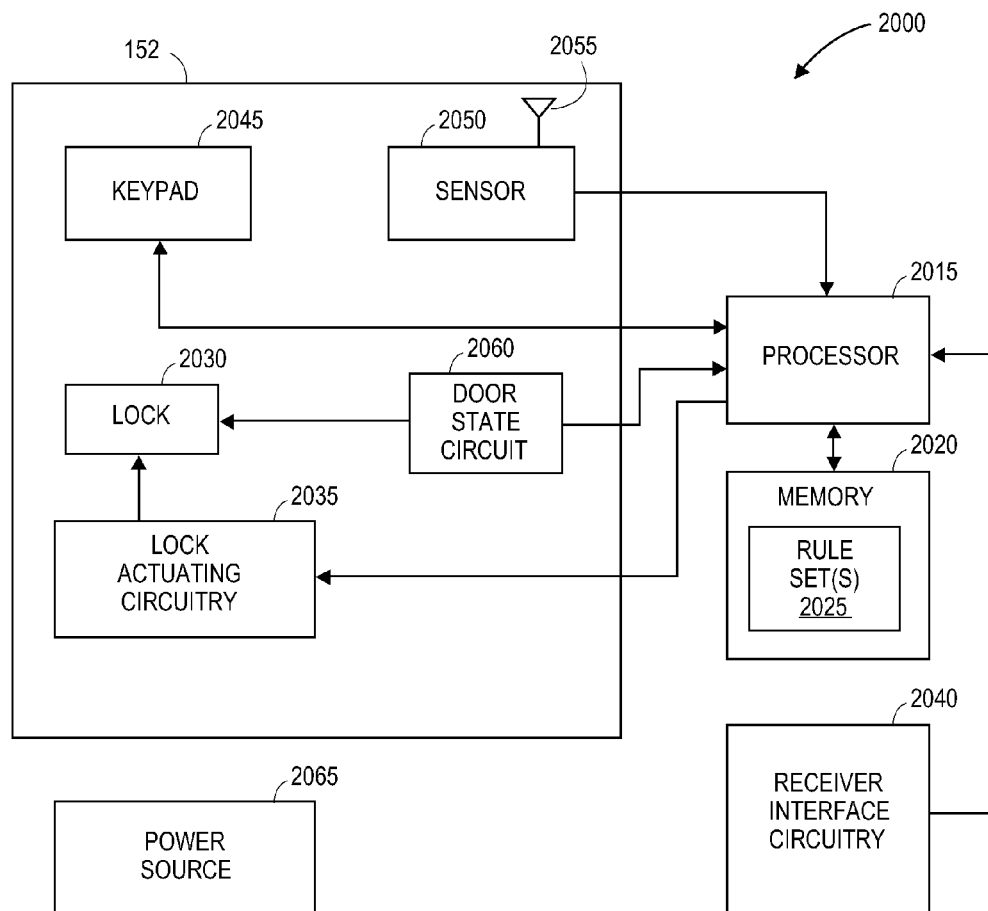 2000
152
2055
2045
2050
KEYPAD
SENSOR
2015
PROCESSOR
2060
DOOR
STATE
CIRCUIT
2030
LOCK
2020
MEMORY
RULE
SET(S)
2025
2035
LOCK
ACTUATING
CIRCUITRY
2040
RECEIVER
INTERFACE
CIRCUITRY
2065
POWER
SOURCE